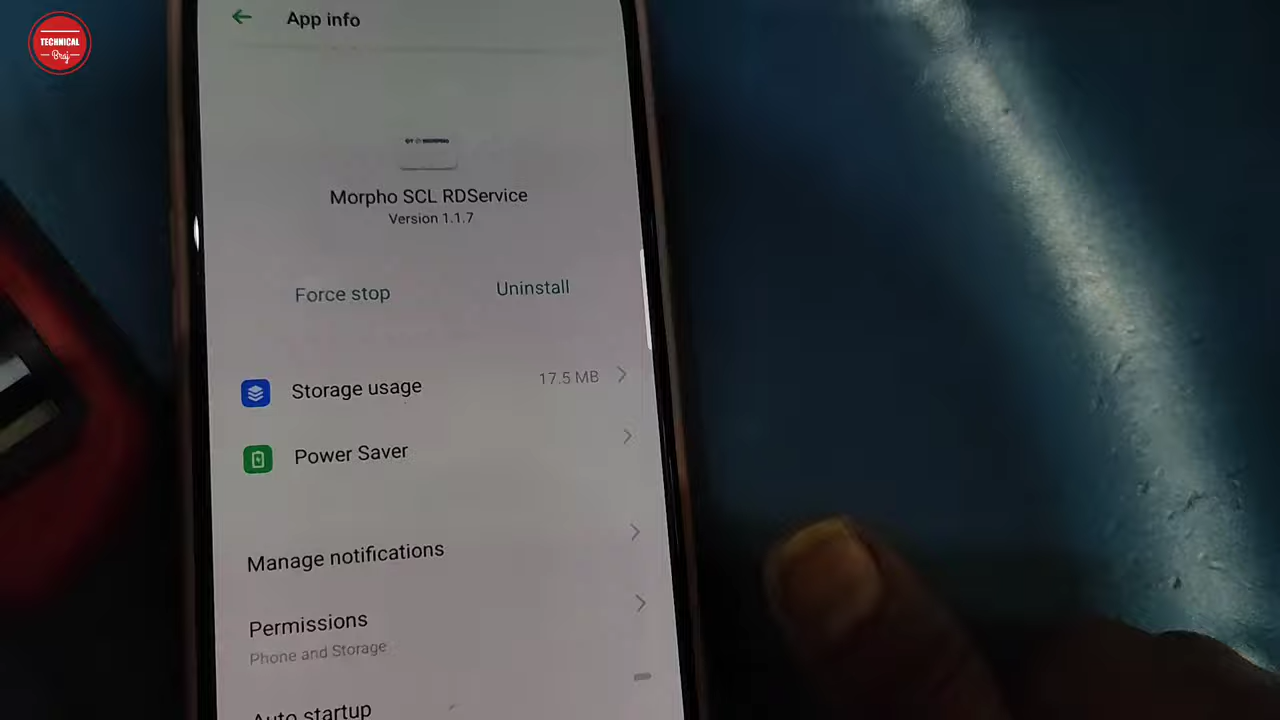 TECHNICAL
Braj
App info
Morpho SCL RDService
Version 1.1.7
Force stop
Uninstall
Storage usage
17.5 MB
Power Saver
Manage notifications
Permissions
Phone and Storage
Auto startup